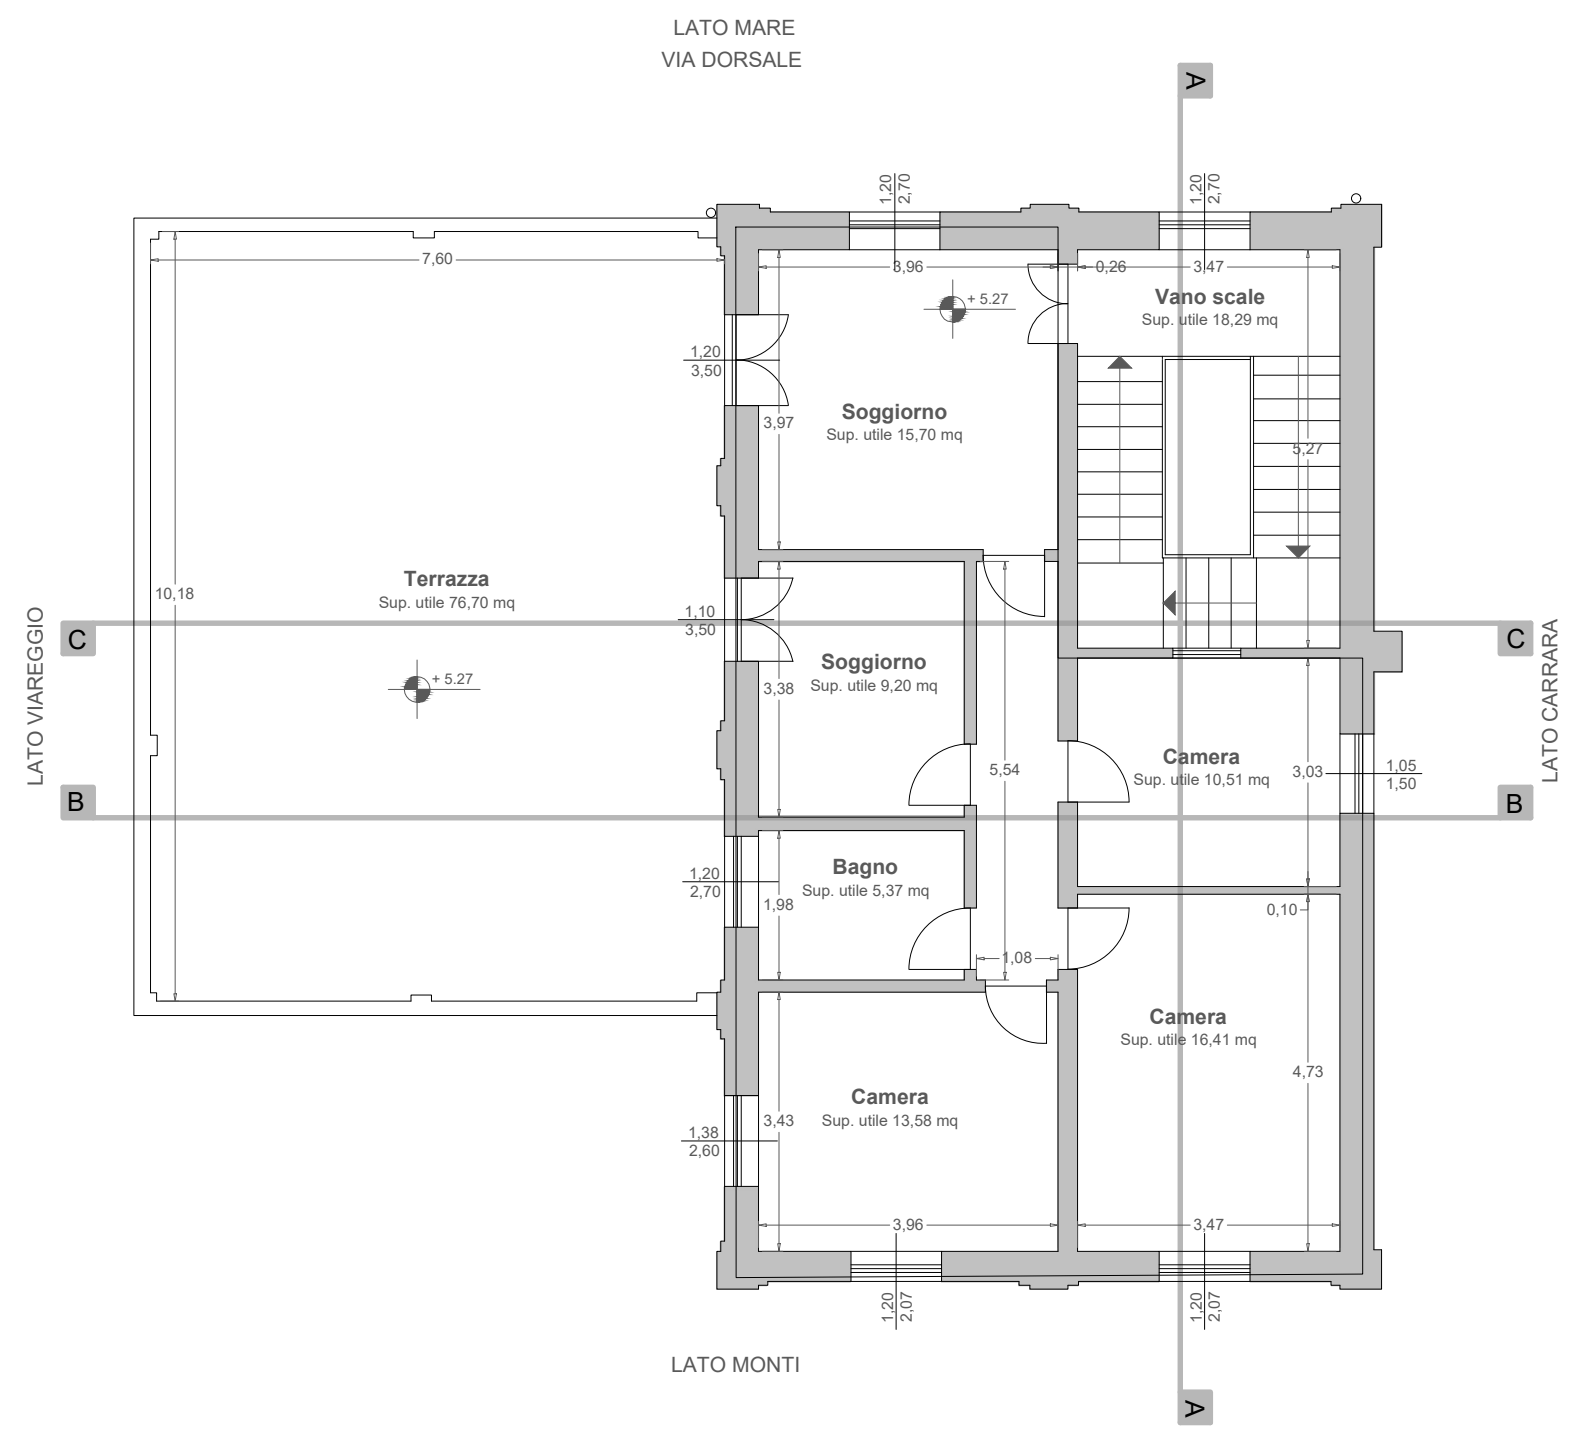 LATO MARE
VIA DORSALE
A
1,20
2,70
1,20
2,70
7,60
3,96
0,26
3,47
+ 5.27
Vano scale
Sup. utile 18,29 mq
1,20
3,50
3,97
Soggiorno
Sup. utile 15,70 mq
5,27
Terrazza
Sup. utile 76,70 mq
10,18
1,10
3,50
C
C
LATO VIAREGGIO
LATO CARRARA
+ 5.27
Soggiorno
Sup. utile 9,20 mq
3,38
5,54
Camera
Sup. utile 10,51 mq
3,03
1,05
1,50
B
B
Bagno
Sup. utile 5,37 mq
1,20
2,70
1,98
0,10
1,08
Camera
Sup. utile 16,41 mq
4,73
Camera
Sup. utile 13,58 mq
1,38
2,60
3,43
3,96
3,47
1,20
2,07
1,20
2,07
LATO MONTI
A